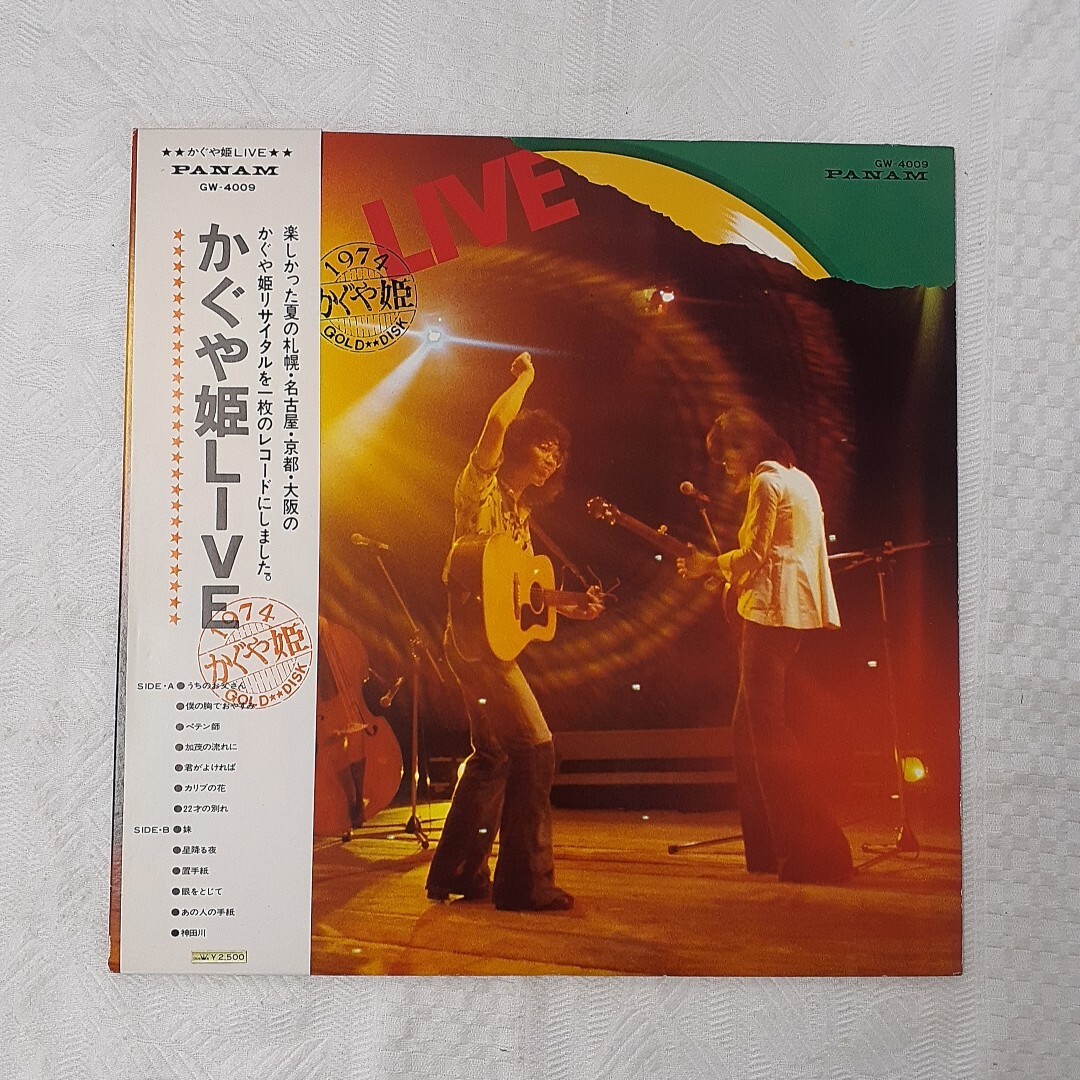 ★★かぐや姫LIVE★★
PANAM
GW-4009
かぐや姫LIVE
楽しかった夏の札幌・名古屋・京都・大阪の
かぐや姫リサイタルを一枚のレコードにしました。
1974
かぐや姫
GOLD★★DISK
SIDE・A ●うちのお父さん
●僕の胸でおやすみ
●ペテン師
●加茂の流れに
●君がよければ
●カリブの花
●22才の別れ
SIDE・B ●妹
●星降る夜
●置手紙
●眼をとじて
●あの人の手紙
●神田川
¥2,500
LIVE
1974
かぐや姫
GOLD★★DISK
GW-4009
PANAM